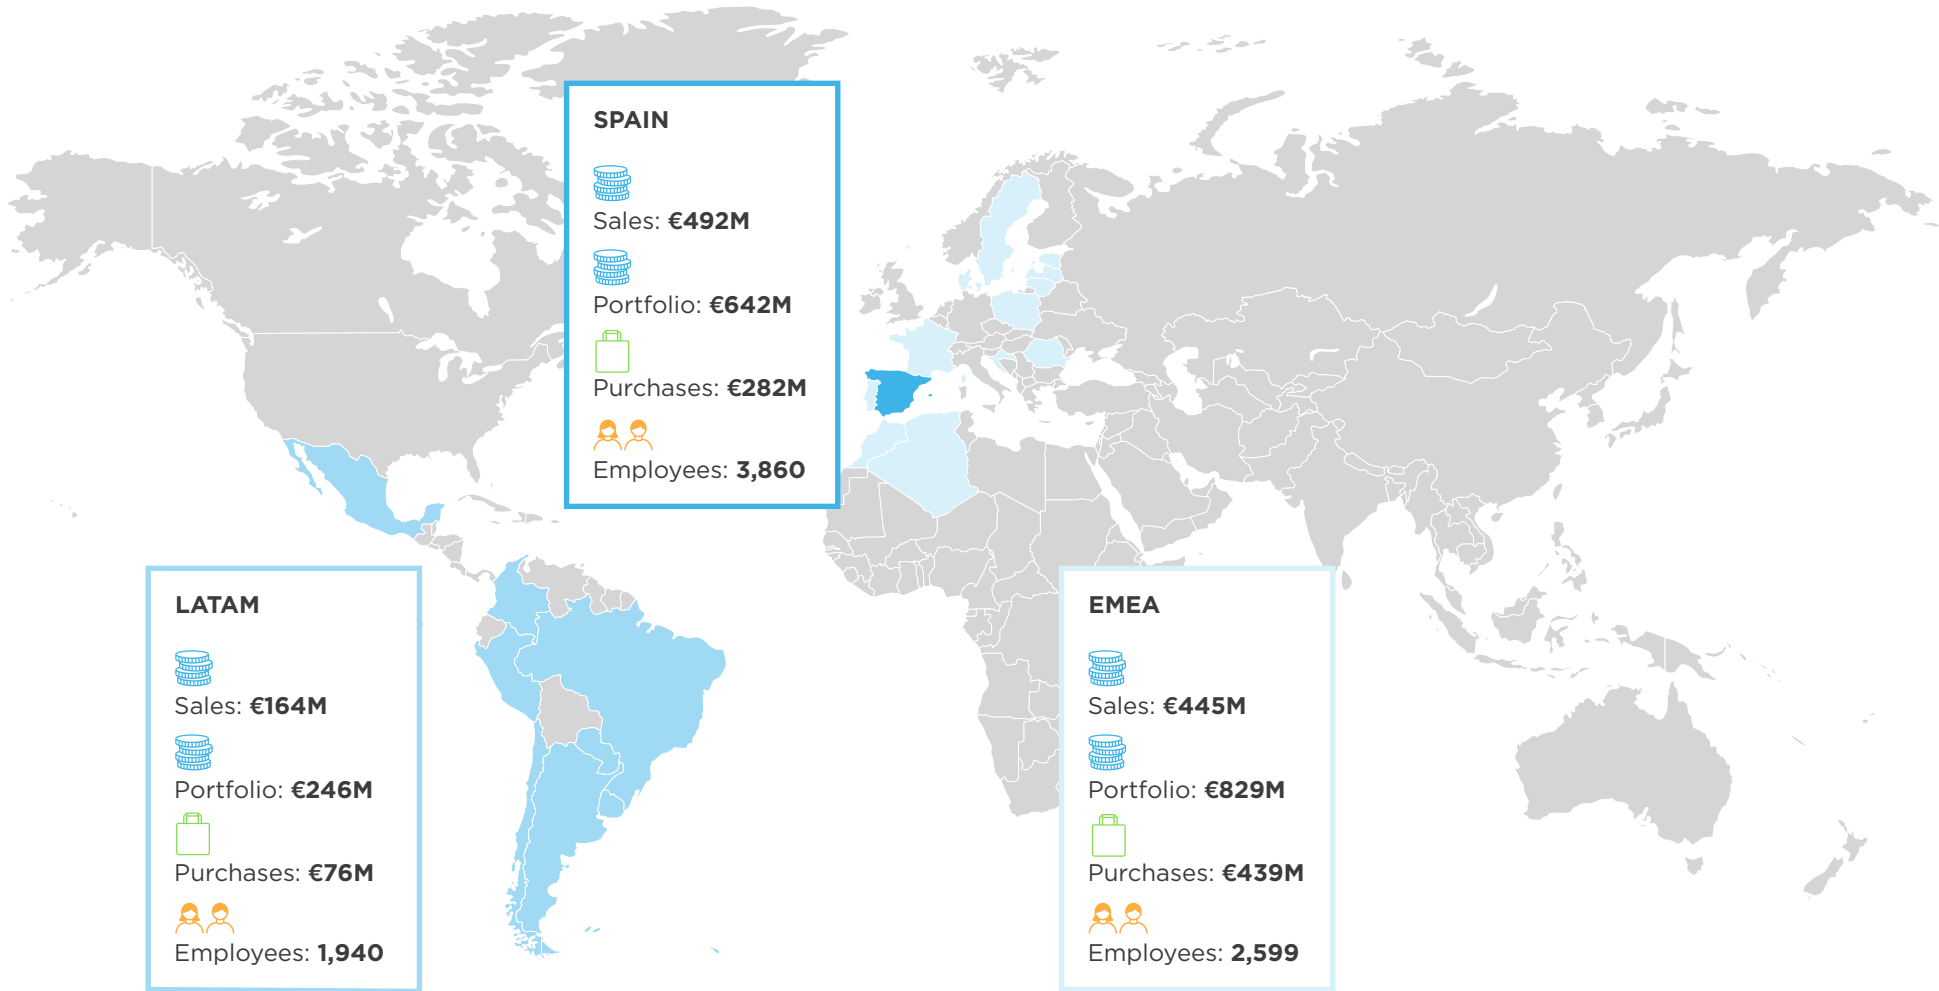 SPAIN
Sales: €492M
Portfolio: €642M
Purchases: €282M
Employees: 3,860
LATAM
Sales: €164M
Portfolio: €246M
Purchases: €76M
Employees: 1,940
EMEA
Sales: €445M
Portfolio: €829M
Purchases: €439M
Employees: 2,599